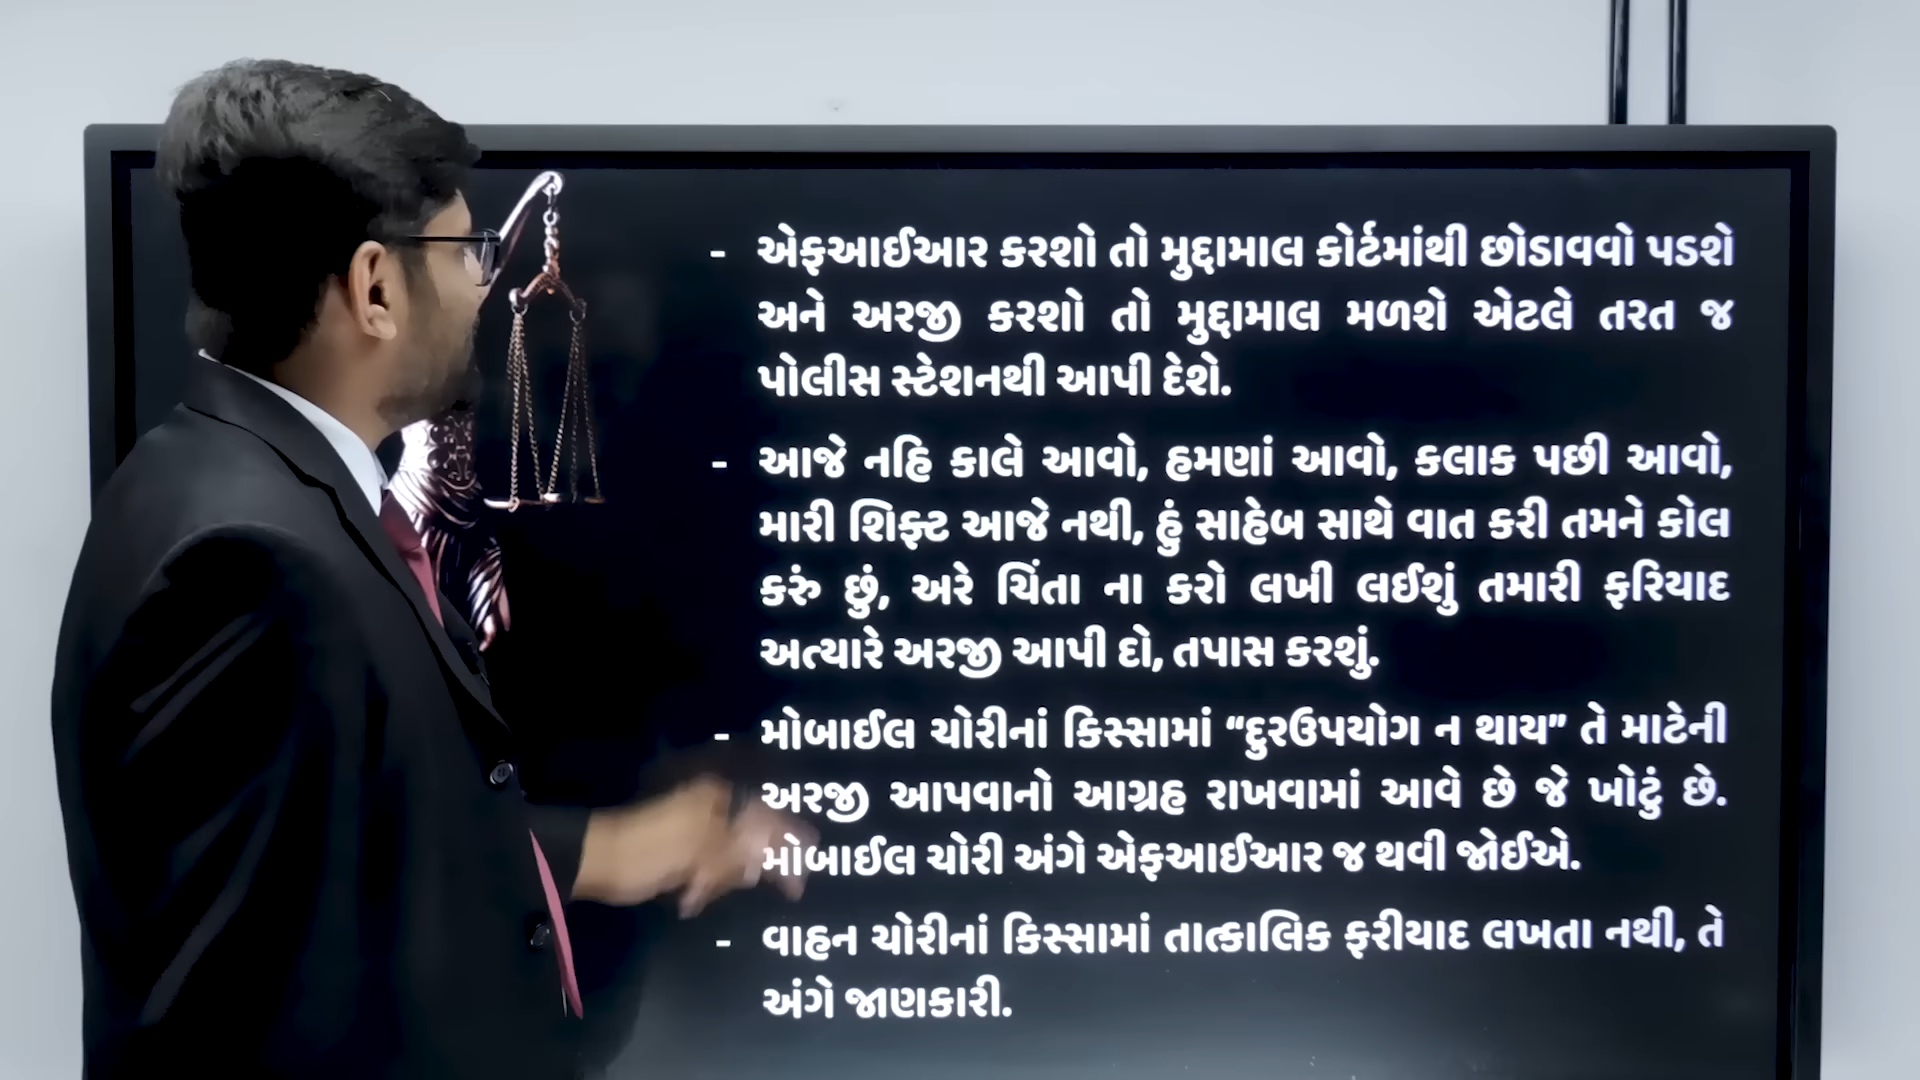 - એફઆઈઆર કરશો તો મુદ્દામાલ કોર્ટમાંથી છોડાવવો પડશે
અને અરજી કરશો તો મુદ્દામાલ મળશે એટલે તરત જ
પોલીસ સ્ટેશનથી આપી દેશે.
- આજે નહિ કાલે આવો, હમણાં આવો, કલાક પછી આવો,
મારી શિફ્ટ આજે નથી, હું સાહેબ સાથે વાત કરી તમને કોલ
કરું છું, અરે ચિંતા ના કરો લખી લઈશું તમારી ફરિયાદ
અત્યારે અરજી આપી દો, તપાસ કરશું.
- મોબાઈલ ચોરીનાં કિસ્સામાં “દુરઉપયોગ ન થાય” તે માટેની
અરજી આપવાનો આગ્રહ રાખવામાં આવે છે જે ખોટું છે.
મોબાઈલ ચોરી અંગે એફઆઈઆર જ થવી જોઈએ.
- વાહન ચોરીનાં કિસ્સામાં તાત્કાલિક ફરીયાદ લખતા નથી, તે
અંગે જાણકારી.